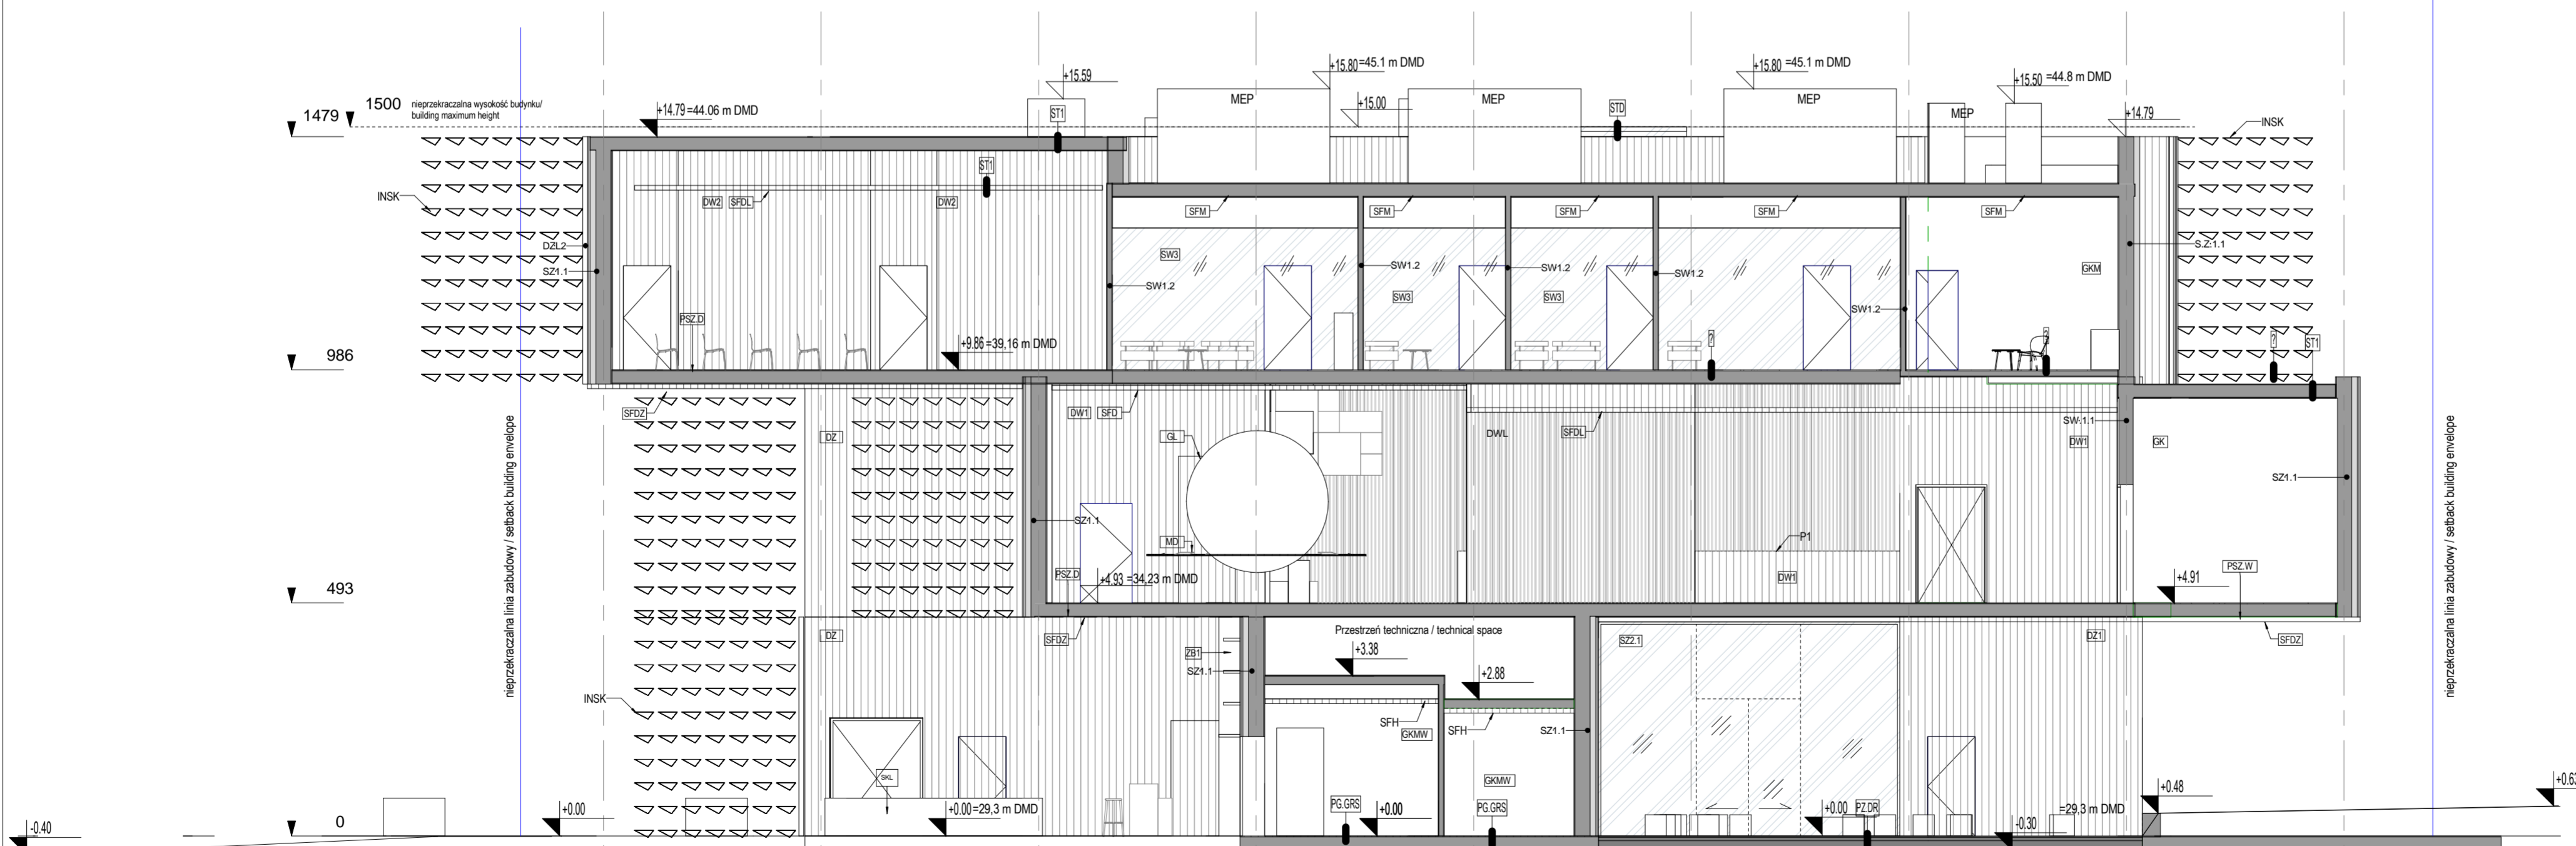 +15.80 =45.1 m DMD
+15.80 =45.1 m DMD
+15.59
+15.50 =44.8 m DMD
MEP
MEP
MEP
MEP
1500 nieprzekraczalna wysokość budynku/
building maximum height
1479
+14.79 =44.06 m DMD
ST1
+15.00
STD
+14.79
INSK
ST1
INSK
DW2
SFDL
DW2
SFM
SFM
SFM
SFM
SFM
DZL2
SZ1.1
SW3
SW1.2
SW1.2
SW1.2
SW1.2
SW3
SW3
SW1.2
GKM
S.Z.1.1
PSZ.D
986
+9.86 =39,16 m DMD
?
?
?
ST1
SFDZ
DZ
DW1
SFD
GL
DWL
SFDL
SW.1.1
DW1
GK
SZ1.1
SZ1.1
MD
P1
PSZ.D
+4.93 =34,23 m DMD
DW1
493
+4.91
PSZ.W
nieprzekraczalna linia zabudowy / setback building envelope
nieprzekraczalna linia zabudowy / setback building envelope
DZ
SFDZ
Przestrzeń techniczna / technical space
SZ2.1
DZ1
SFDZ
ZB1
SZ1.1
+3.38
+2.88
INSK
SFH
GKMW
SFH
SZ1.1
SKL
GKMW
0
-0.40
+0.00
+0.00 =29,3 m DMD
PG.GRS
+0.00
PG.GRS
+0.00
PZ.DR
-0.30
=29,3 m DMD
+0.48